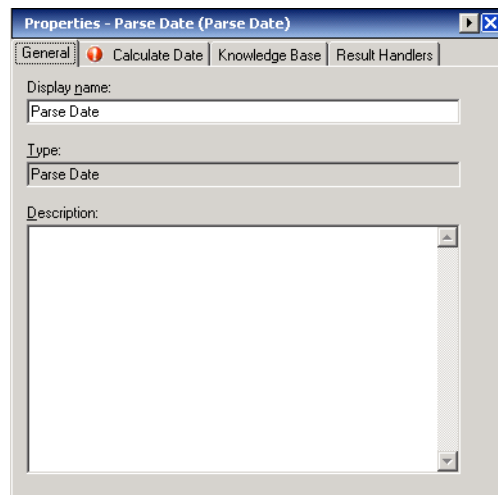 Properties - Parse Date (Parse Date)
General Calculate Date Knowledge Base Result Handlers
Display name:
Parse Date
Type:
Parse Date
Description: